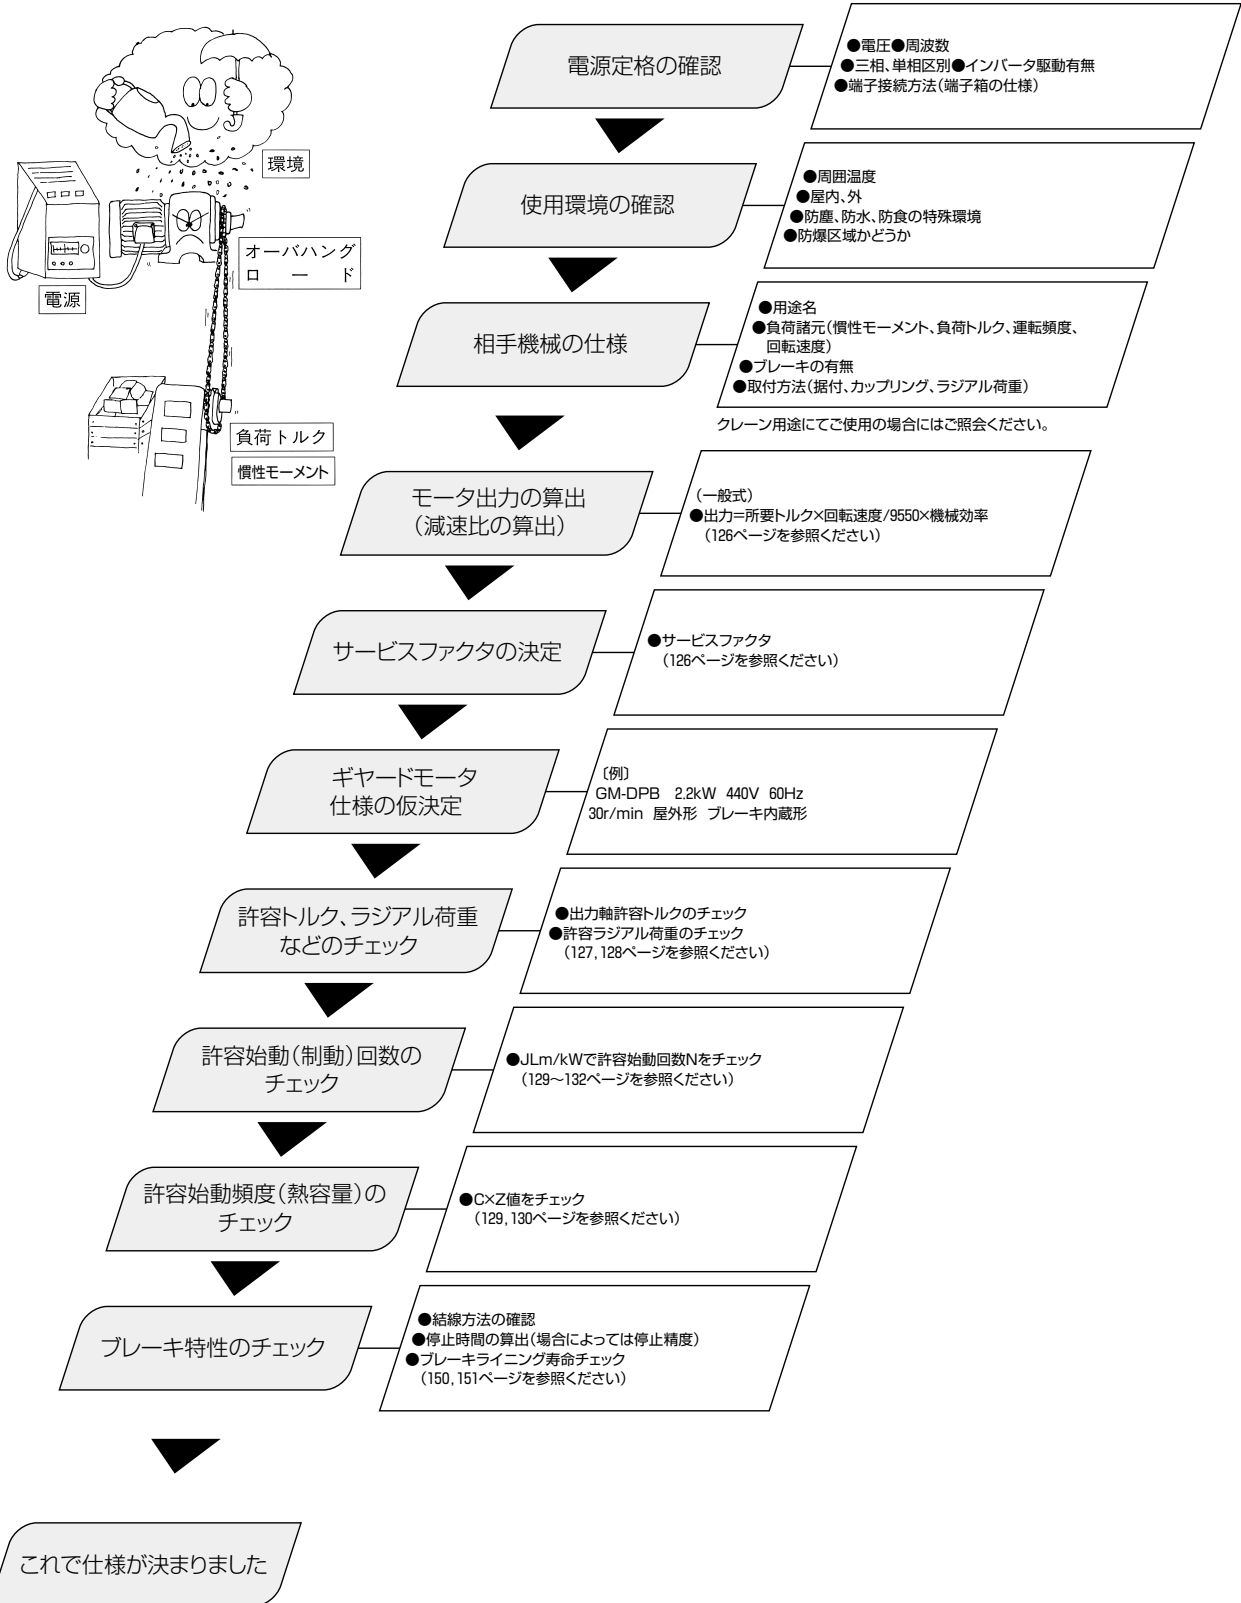 環境
オーバハング
ロード
電源
負荷トルク
慣性モーメント
電源定格の確認
●電圧●周波数
●三相、単相区別●インバータ駆動有無
●端子接続方法(端子箱の仕様)
使用環境の確認
●周囲温度
●屋内、外
●防塵、防水、防食の特殊環境
●防爆区域かどうか
相手機械の仕様
●用途名
●負荷諸元(慣性モーメント、負荷トルク、運転頻度、
回転速度)
●ブレーキの有無
●取付方法(据付、カップリング、ラジアル荷重)
クレーン用途にてご使用の場合にはご照会ください。
モータ出力の算出
(減速比の算出)
(一般式)
●出力=所要トルク×回転速度/9550×機械効率
(126ページを参照ください)
サービスファクタの決定
●サービスファクタ
(126ページを参照ください)
ギヤードモータ
仕様の仮決定
〔例〕
GM-DPB 2.2kW 440V 60Hz
30r/min 屋外形 ブレーキ内蔵形
許容トルク、ラジアル荷重
などのチェック
●出力軸許容トルクのチェック
●許容ラジアル荷重のチェック
(127,128ページを参照ください)
許容始動(制動)回数の
チェック
●JLm/kWで許容始動回数Nをチェック
(129～132ページを参照ください)
許容始動頻度(熱容量)の
チェック
●C×Z値をチェック
(129,130ページを参照ください)
ブレーキ特性のチェック
●結線方法の確認
●停止時間の算出(場合によっては停止精度)
●ブレーキライニング寿命チェック
(150,151ページを参照ください)
これで仕様が決まりました